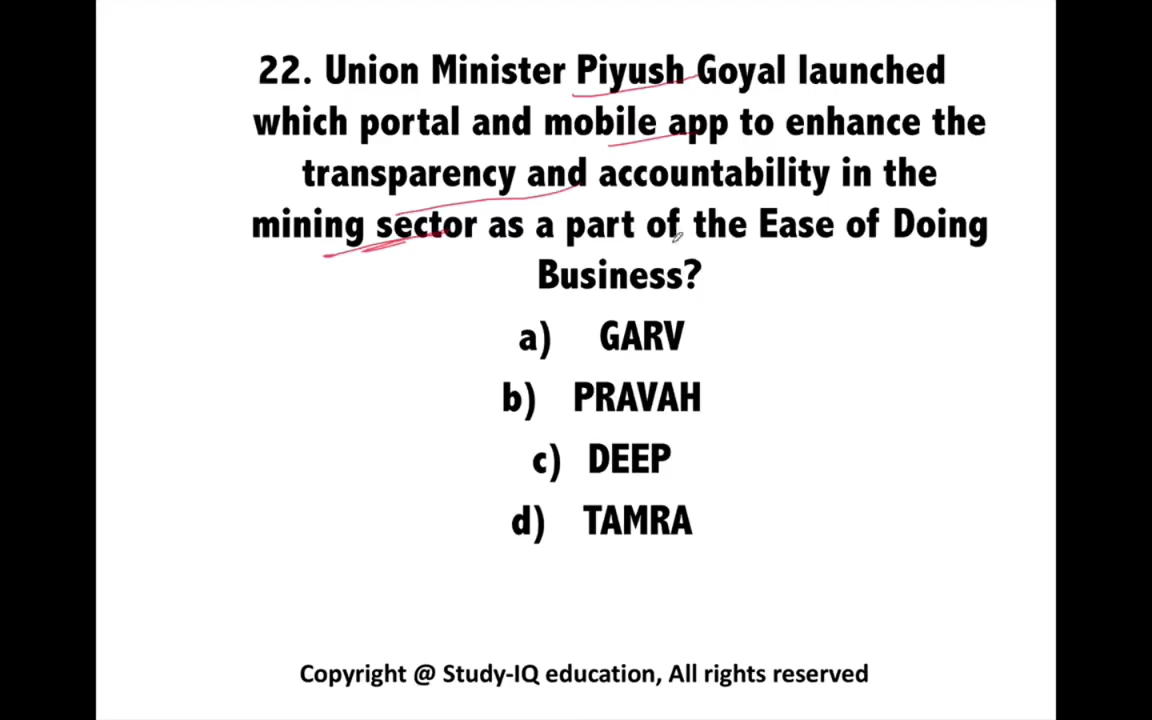 22. Union Minister Piyush Goyal launched
which portal and mobile app to enhance the
transparency and accountability in the
mining sector as a part of the Ease of Doing
Business?
a) GARV
b) PRAVAH
c) DEEP
d) TAMRA
Copyright @ Study-IQ education, All rights reserved